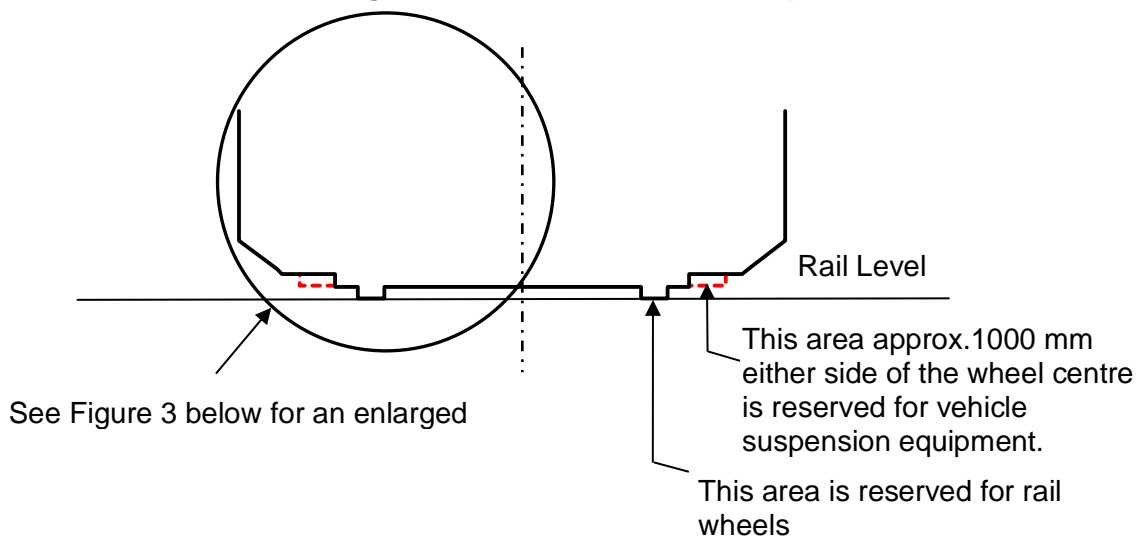 Rail Level
This area approx.1000 mm
either side of the wheel centre
is reserved for vehicle
suspension equipment.
See Figure 3 below for an enlarged
This area is reserved for rail
wheels